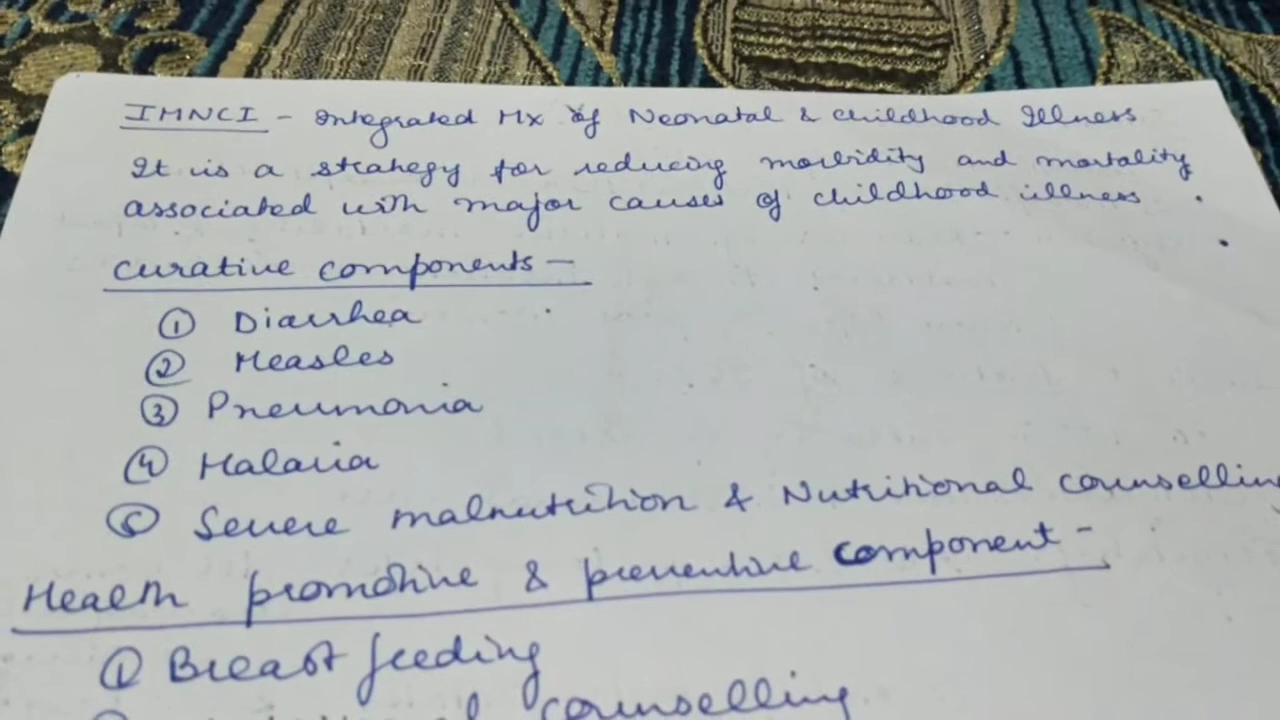 IMNCI - Integrated Mx of Neonatal & childhood Illness
It is a strategy for reducing morbidity and mortality
associated with major causes of childhood illness.
curative components -
① Diarrhea
② Measles
③ Pneumonia
④ Malaria
⑤ Severe malnutrition & Nutritional counselling
Health promotive & preventive component -
① Breast feeding
counselling